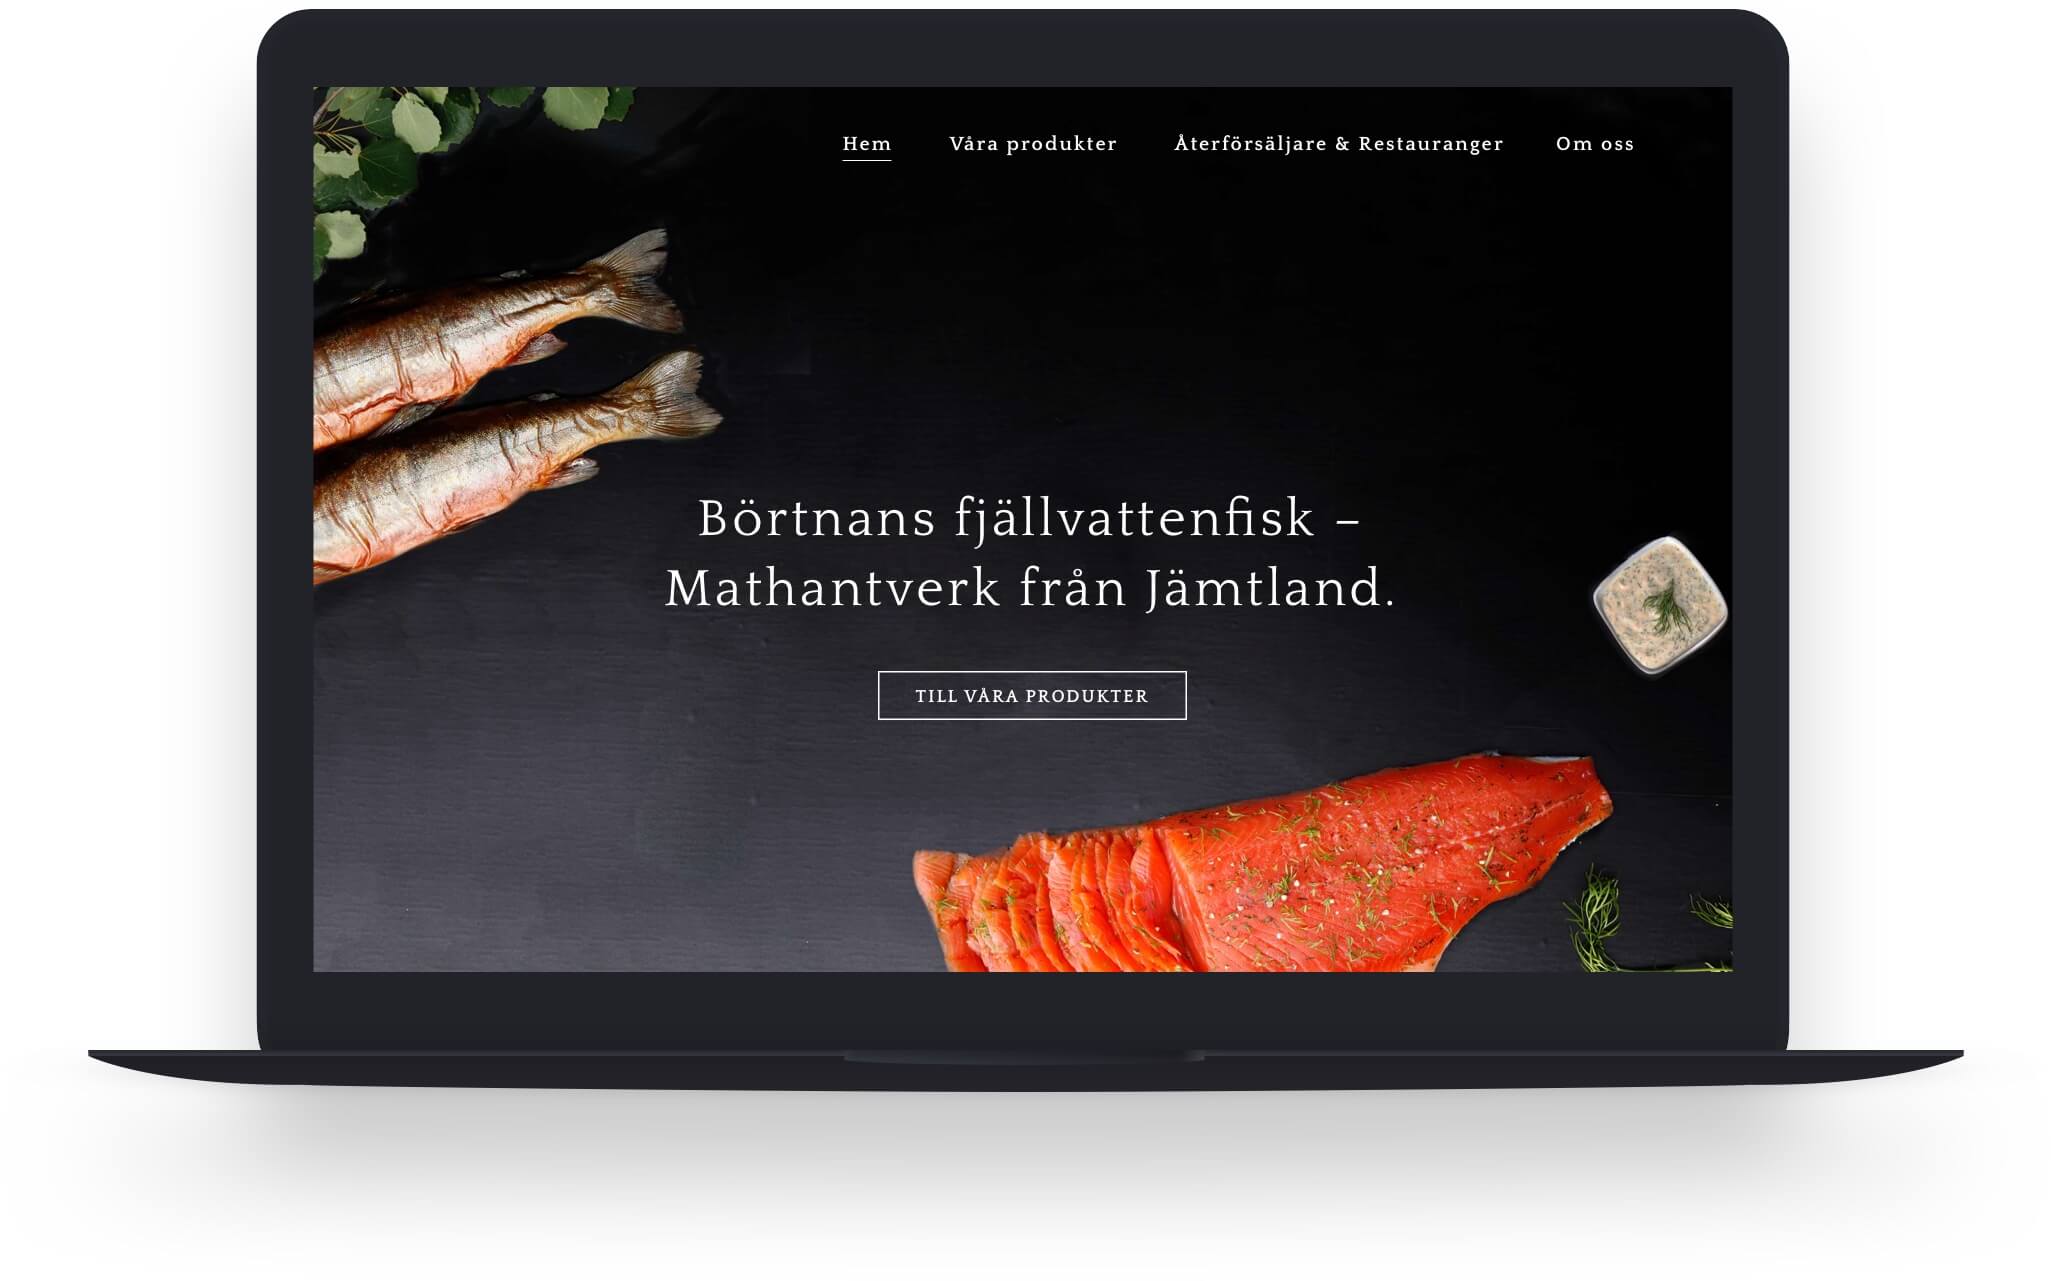 Hem
Våra produkter
Återförsäljare & Restauranger
Om oss
Börtnans fjällvattenfisk –
Mathantverk från Jämtland.
TILL VÅRA PRODUKTER